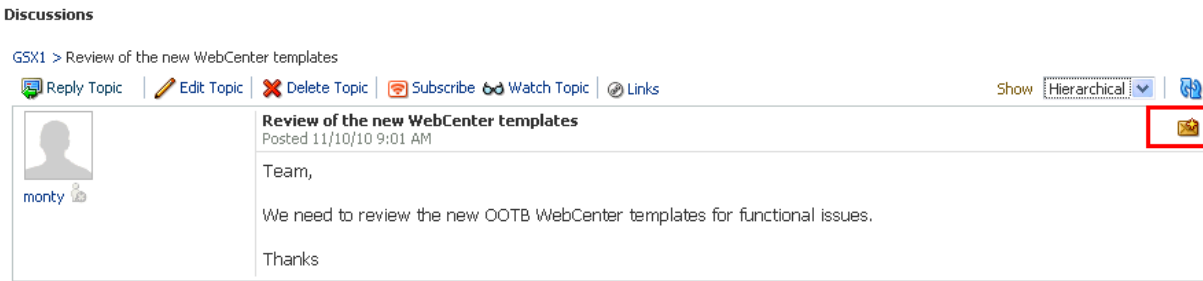 Discussions
GSX1 > Review of the new WebCenter templates
Reply Topic Edit Topic Delete Topic Subscribe Watch Topic Links Show Hierarchical
Review of the new WebCenter templates
Posted 11/10/10 9:01 AM
monty
Team,
We need to review the new OOTB WebCenter templates for functional issues.
Thanks